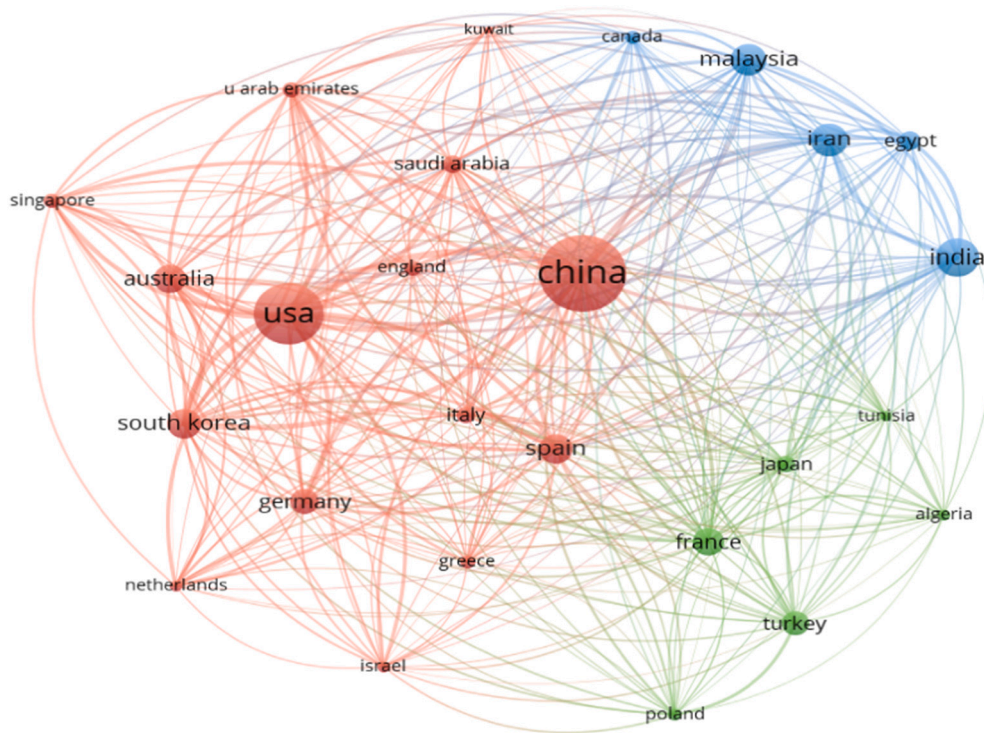 kuwait
canada
malaysia
u arab emirates
iran
egypt
saudi arabia
singapore
india
england
china
australia
usa
italy
tunisia
south korea
spain
japan
germany
algeria
france
greece
netherlands
turkey
israel
poland